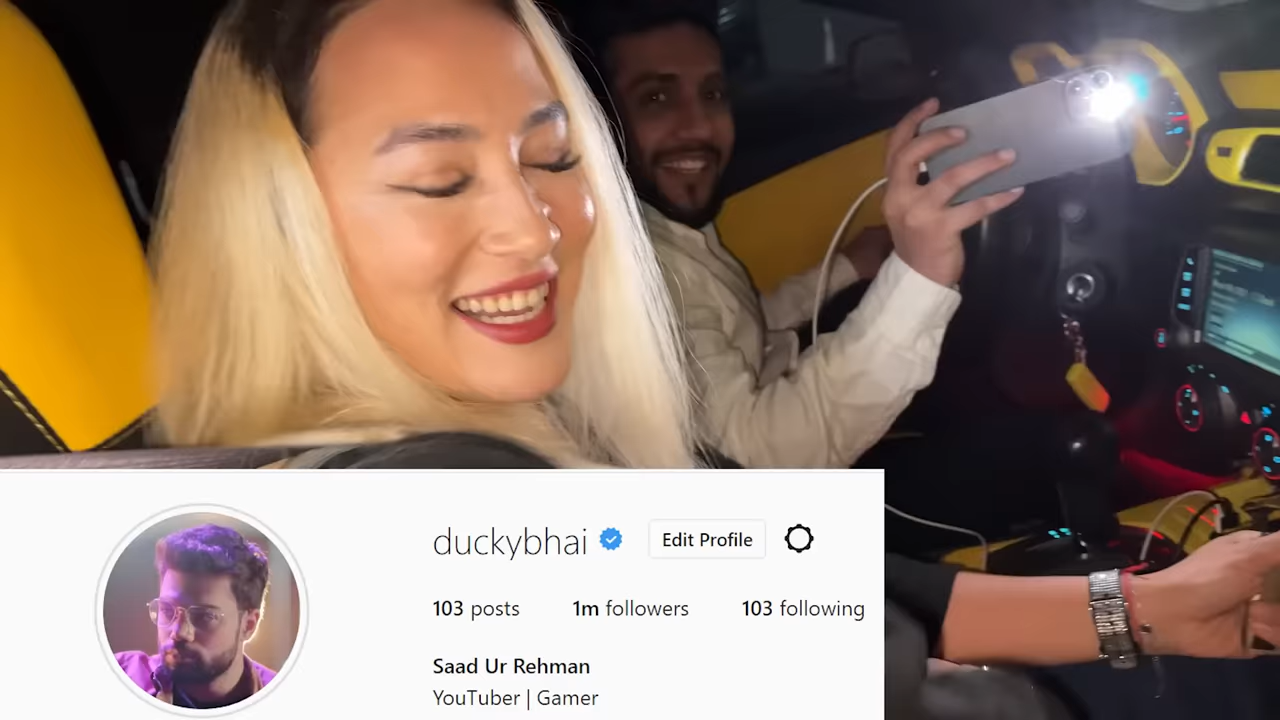 duckybhai Edit Profile
103 posts 1m followers 103 following
Saad Ur Rehman
YouTuber | Gamer